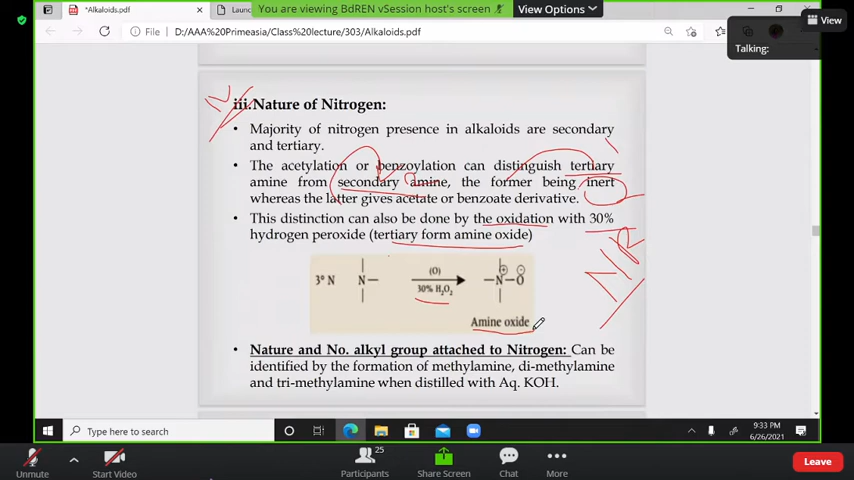 You are viewing BdREN vSession host's screen
View Options
View
*Alkaloids.pdf
Talking:
File
D:/AAA%20Primeasia/Class%20lecture/303/Alkaloids.pdf
iii. Nature of Nitrogen:
• Majority of nitrogen presence in alkaloids are secondary
and tertiary.
• The acetylation or benzoylation can distinguish tertiary
amine from secondary amine, the former being inert
whereas the latter gives acetate or benzoate derivative.
• This distinction can also be done by the oxidation with 30%
hydrogen peroxide (tertiary form amine oxide)
3° N
N
(O)
30% H₂O₂
N
O
Amine oxide
• Nature and No. alkyl group attached to Nitrogen: Can be
identified by the formation of methylamine, di-methylamine
and tri-methylamine when distilled with Aq. KOH.
Type here to search
9:33 PM
6/26/2021
Unmute
Start Video
25
Participants
Share Screen
Chat
More
Leave